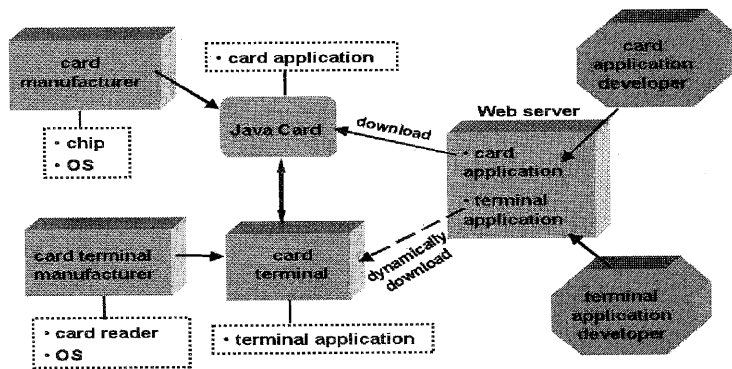 card
manufacturer
• card application
card
application
developer
Web server
Java Card
download
• chip
• OS
• card
application
• terminal
application
card terminal
manufacturer
card
terminal
dynamically
download
terminal
application
developer
• card reader
• OS
• terminal application